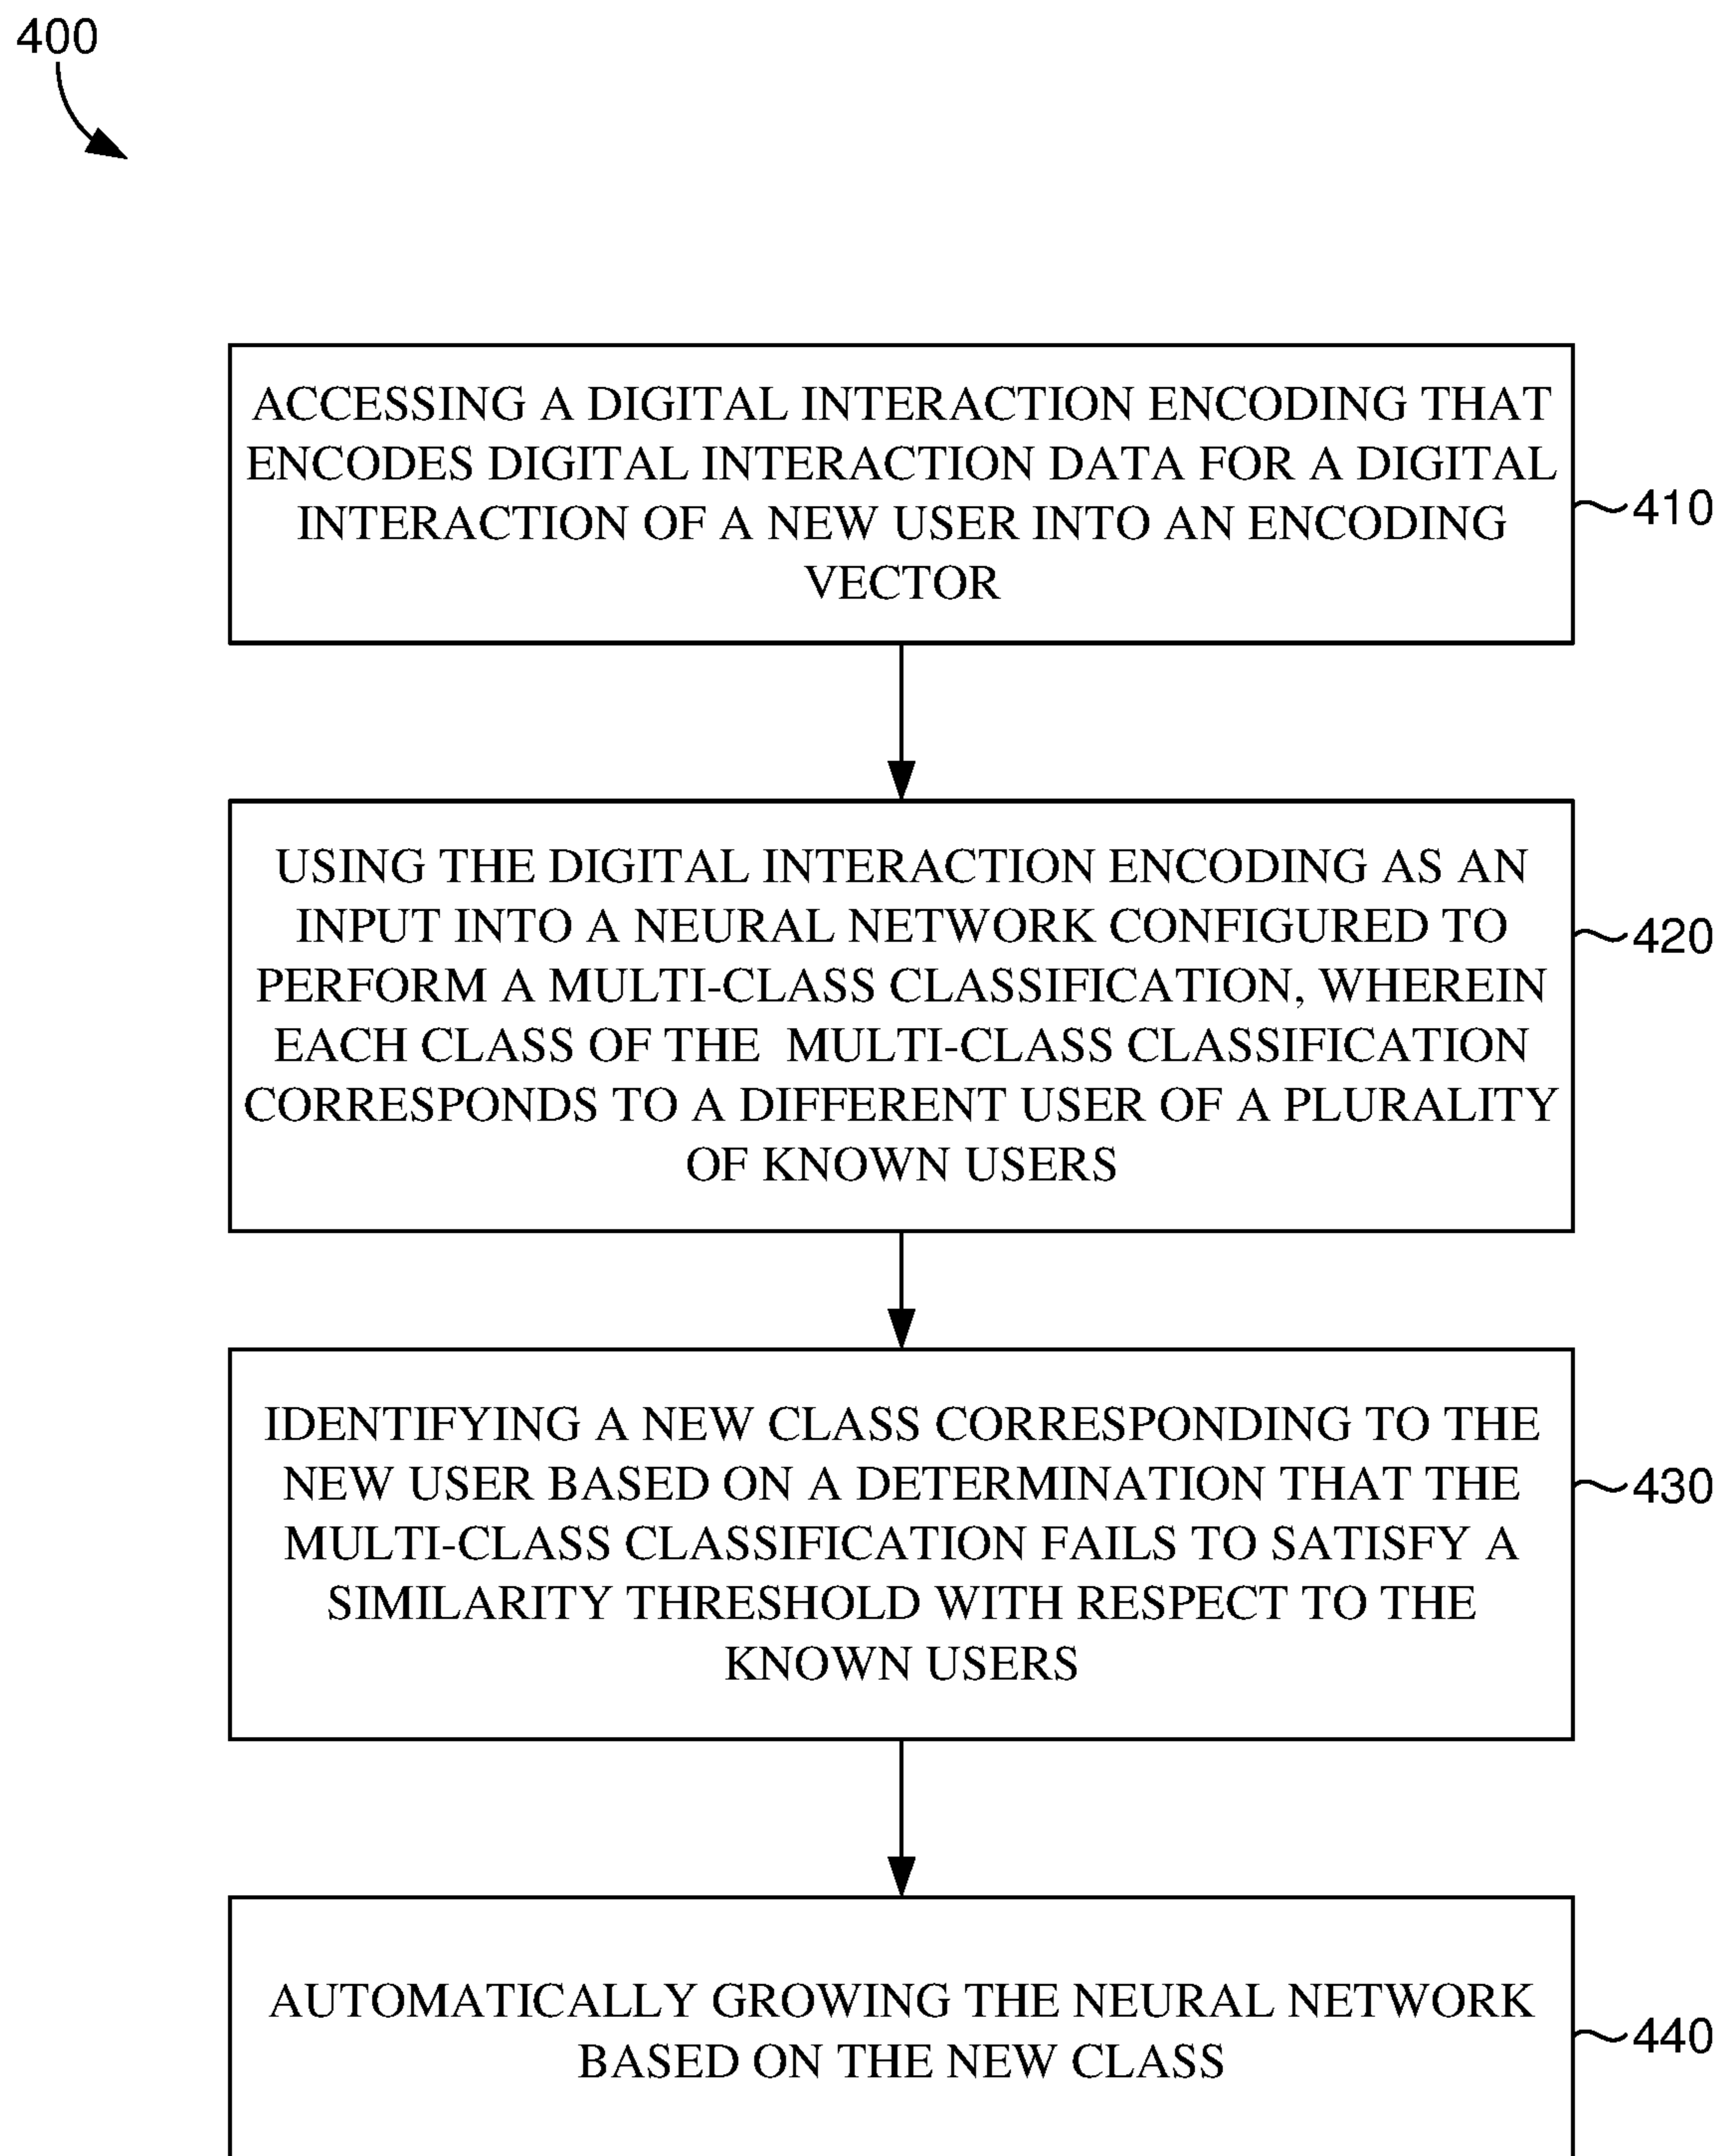 400
ACCESSING A DIGITAL INTERACTION ENCODING THAT
ENCODES DIGITAL INTERACTION DATA FOR A DIGITAL
INTERACTION OF A NEW USER INTO AN ENCODING
VECTOR
410
USING THE DIGITAL INTERACTION ENCODING AS AN
INPUT INTO A NEURAL NETWORK CONFIGURED TO
PERFORM A MULTI-CLASS CLASSIFICATION, WHEREIN
EACH CLASS OF THE MULTI-CLASS CLASSIFICATION
CORRESPONDS TO A DIFFERENT USER OF A PLURALITY
OF KNOWN USERS
420
IDENTIFYING A NEW CLASS CORRESPONDING TO THE
NEW USER BASED ON A DETERMINATION THAT THE
MULTI-CLASS CLASSIFICATION FAILS TO SATISFY A
SIMILARITY THRESHOLD WITH RESPECT TO THE
KNOWN USERS
430
AUTOMATICALLY GROWING THE NEURAL NETWORK
BASED ON THE NEW CLASS
440